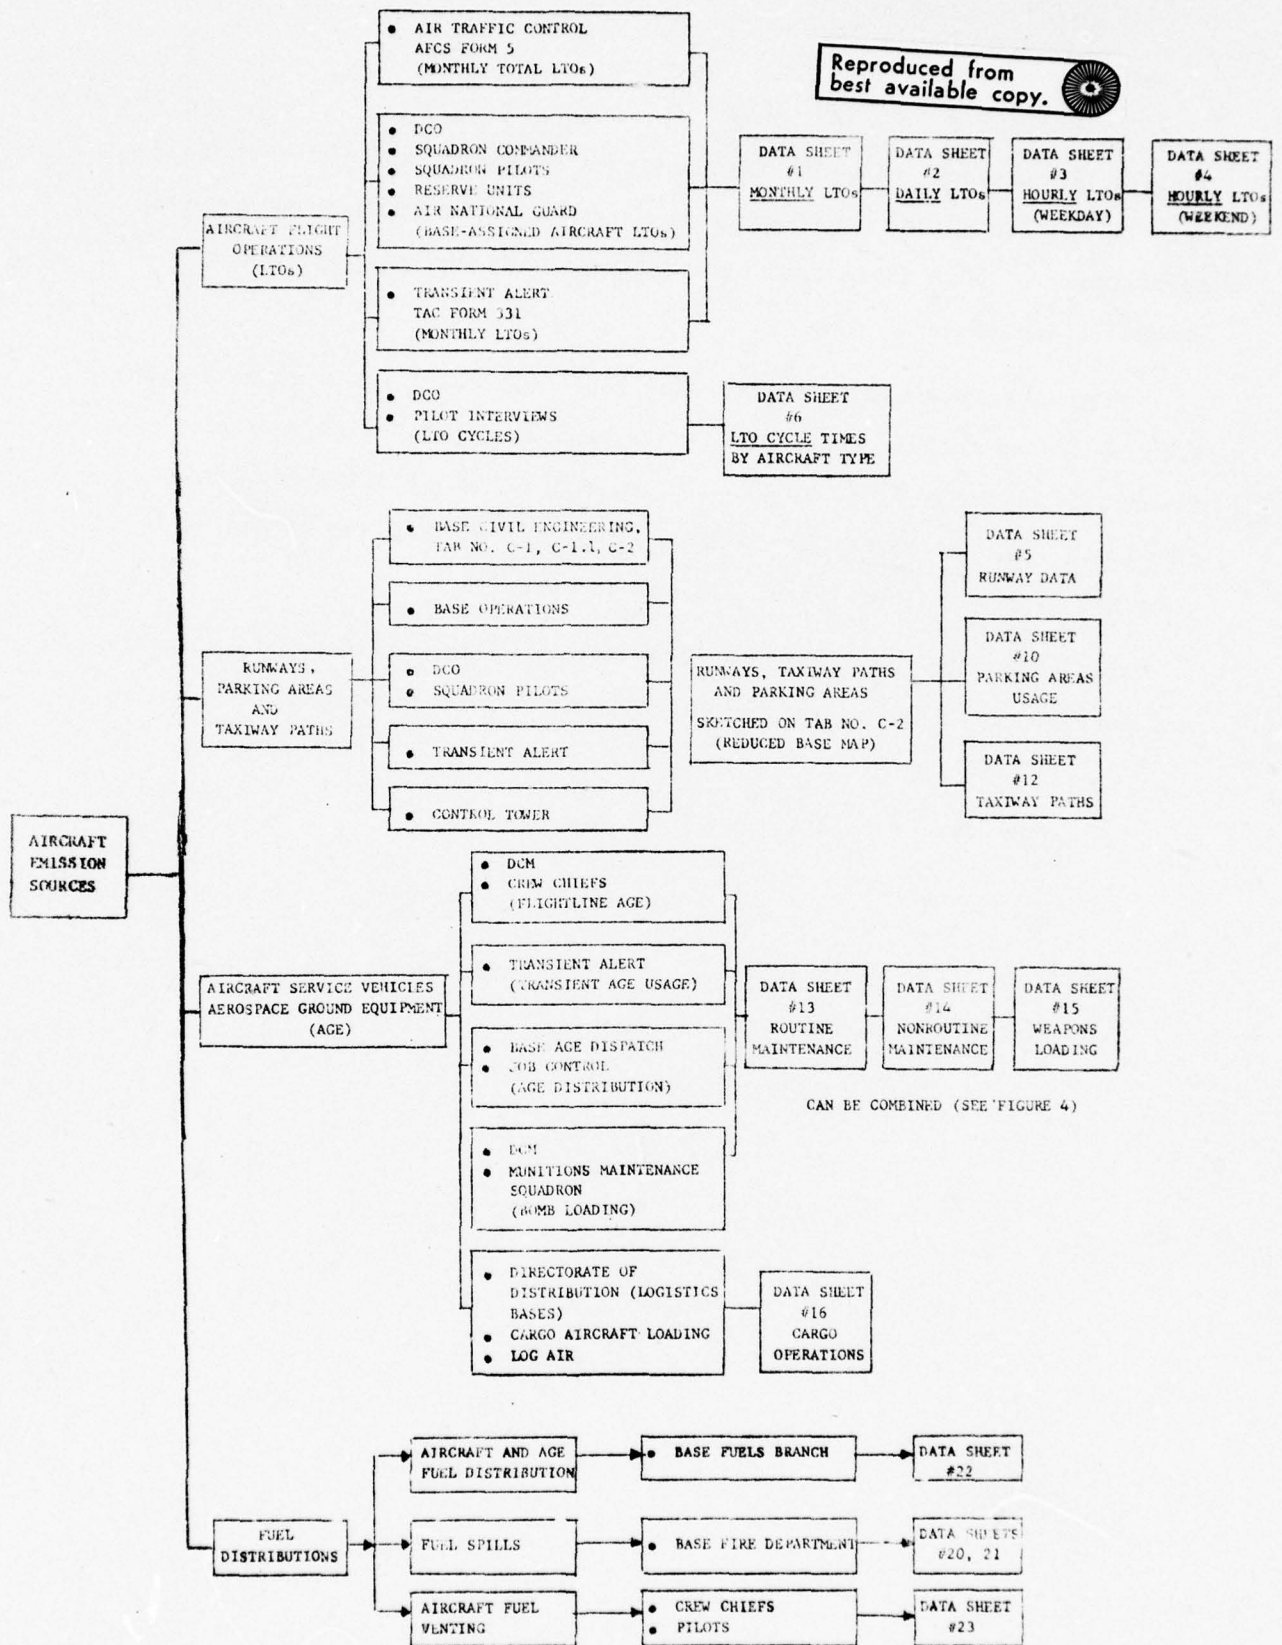 Reproduced from
best available copy.
AIRCRAFT
EMISSION
SOURCES
AIRCRAFT FLIGHT
OPERATIONS
(LTOs)
• AIR TRAFFIC CONTROL
AFCS FORM 5
(MONTHLY TOTAL LTOs)
• DCO
• SQUADRON COMMANDER
• SQUADRON PILOTS
• RESERVE UNITS
• AIR NATIONAL GUARD
(BASE-ASSIGNED AIRCRAFT LTOs)
• TRANSIENT ALERT
TAC FORM 331
(MONTHLY LTOs)
DATA SHEET
#1
MONTHLY LTOs
DATA SHEET
#2
DAILY LTOs
DATA SHEET
#3
HOURLY LTOs
(WEEKDAY)
DATA SHEET
#4
HOURLY LTOs
(WEEKEND)
• DCO
• PILOT INTERVIEWS
(LTO CYCLES)
DATA SHEET
#6
LTO CYCLE TIMES
BY AIRCRAFT TYPE
RUNWAYS,
PARKING AREAS
AND
TAXIWAY PATHS
• BASE CIVIL ENGINEERING,
TAB NO. C-1, C-1.1, C-2
• BASE OPERATIONS
• DCO
• SQUADRON PILOTS
• TRANSIENT ALERT
• CONTROL TOWER
RUNWAYS, TAXIWAY PATHS
AND PARKING AREAS
SKETCHED ON TAB NO. C-2
(REDUCED BASE MAP)
DATA SHEET
#5
RUNWAY DATA
DATA SHEET
#10
PARKING AREAS
USAGE
DATA SHEET
#12
TAXIWAY PATHS
AIRCRAFT SERVICE VEHICLES
AEROSPACE GROUND EQUIPMENT
(AGE)
• DCM
• CREW CHIEFS
(FLIGHTLINE AGE)
• TRANSIENT ALERT
(TRANSIENT AGE USAGE)
• BASE AGE DISPATCH
• JOB CONTROL
(AGE DISTRIBUTION)
• DCM
• MUNITIONS MAINTENANCE
SQUADRON
(BOMB LOADING)
DATA SHEET
#13
ROUTINE
MAINTENANCE
DATA SHEET
#14
NONROUTINE
MAINTENANCE
DATA SHEET
#15
WEAPONS
LOADING
CAN BE COMBINED (SEE FIGURE 4)
• DIRECTORATE OF
DISTRIBUTION (LOGISTICS
BASES)
• CARGO AIRCRAFT LOADING
• LOG AIR
DATA SHEET
#16
CARGO
OPERATIONS
FUEL
DISTRIBUTIONS
AIRCRAFT AND AGE
FUEL DISTRIBUTION
• BASE FUELS BRANCH
DATA SHEET
#22
FUEL SPILLS
• BASE FIRE DEPARTMENT
DATA SHEETS
#20, 21
AIRCRAFT FUEL
VENTING
• CREW CHIEFS
• PILOTS
DATA SHEET
#23